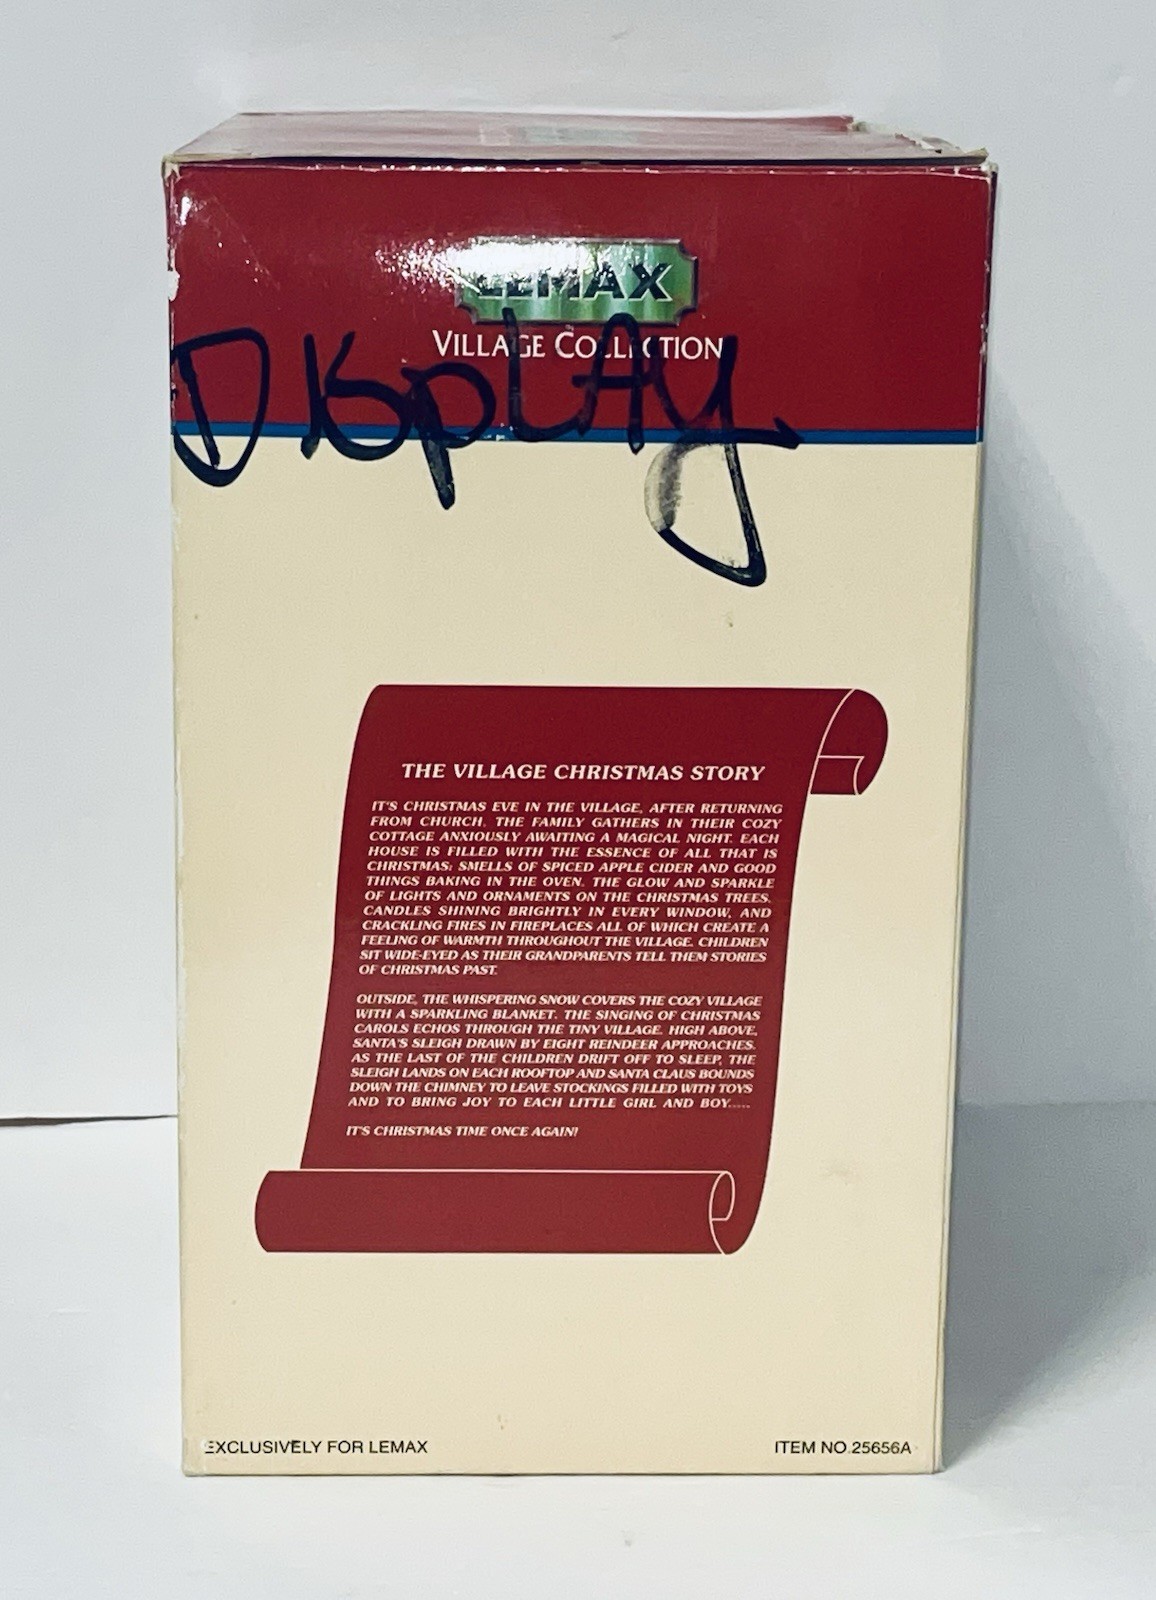 LEMAX
VILLAGE COLLECTION
DISpLAy
THE VILLAGE CHRISTMAS STORY
IT'S CHRISTMAS EVE IN THE VILLAGE, AFTER RETURNING
FROM CHURCH, THE FAMILY GATHERS IN THEIR COZY
COTTAGE ANXIOUSLY AWAITING A MAGICAL NIGHT. EACH
HOUSE IS FILLED WITH THE ESSENCE OF ALL THAT IS
CHRISTMAS: SMELLS OF SPICED APPLE CIDER AND GOOD
THINGS BAKING IN THE OVEN. THE GLOW AND SPARKLE
OF LIGHTS AND ORNAMENTS ON THE CHRISTMAS TREES,
CANDLES SHINING BRIGHTLY IN EVERY WINDOW, AND
CRACKLING FIRES IN FIREPLACES ALL OF WHICH CREATE A
FEELING OF WARMTH THROUGHOUT THE VILLAGE. CHILDREN
SIT WIDE-EYED AS THEIR GRANDPARENTS TELL THEM STORIES
OF CHRISTMAS PAST.
OUTSIDE, THE WHISPERING SNOW COVERS THE COZY VILLAGE
WITH A SPARKLING BLANKET. THE SINGING OF CHRISTMAS
CAROLS ECHOS THROUGH THE TINY VILLAGE. HIGH ABOVE,
SANTA'S SLEIGH DRAWN BY EIGHT REINDEER APPROACHES.
AS THE LAST OF THE CHILDREN DRIFT OFF TO SLEEP, THE
SLEIGH LANDS ON EACH ROOFTOP AND SANTA CLAUS BOUNDS
DOWN THE CHIMNEY TO LEAVE STOCKINGS FILLED WITH TOYS
AND TO BRING JOY TO EACH LITTLE GIRL AND BOY.....
IT'S CHRISTMAS TIME ONCE AGAIN!
EXCLUSIVELY FOR LEMAX
ITEM NO.25656A